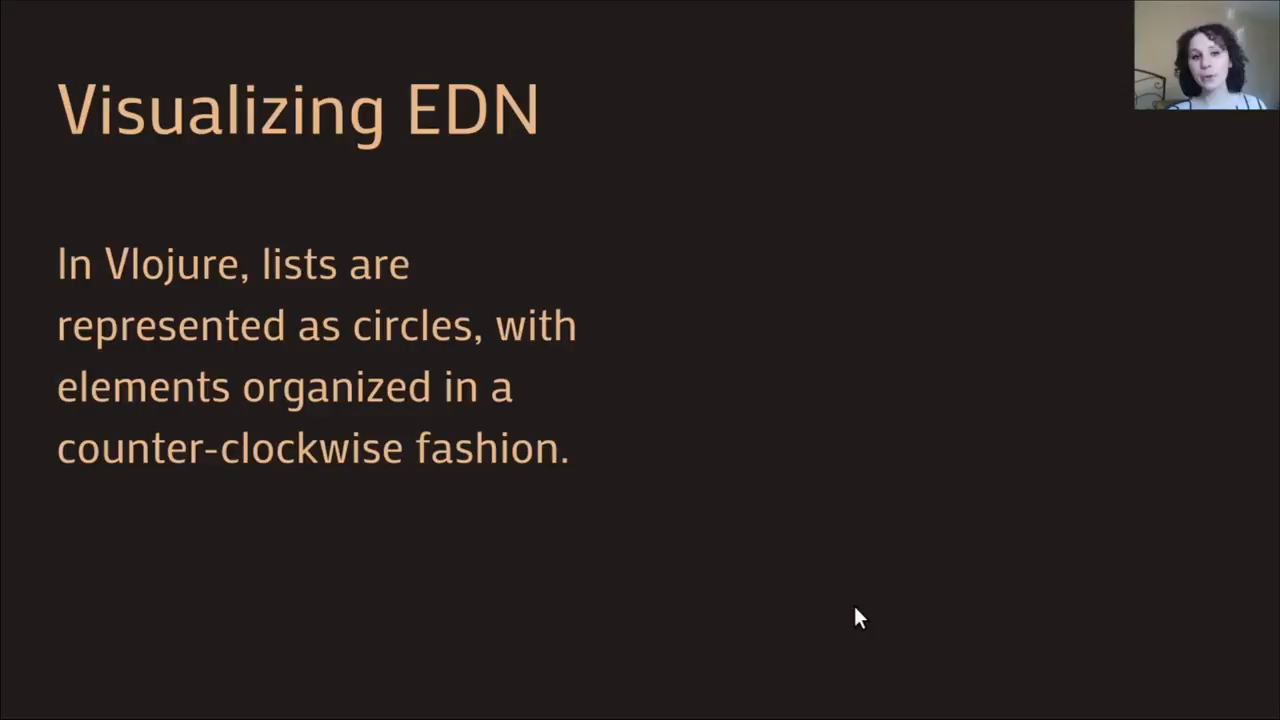 Visualizing EDN
In Vlojure, lists are
represented as circles, with
elements organized in a
counter-clockwise fashion.